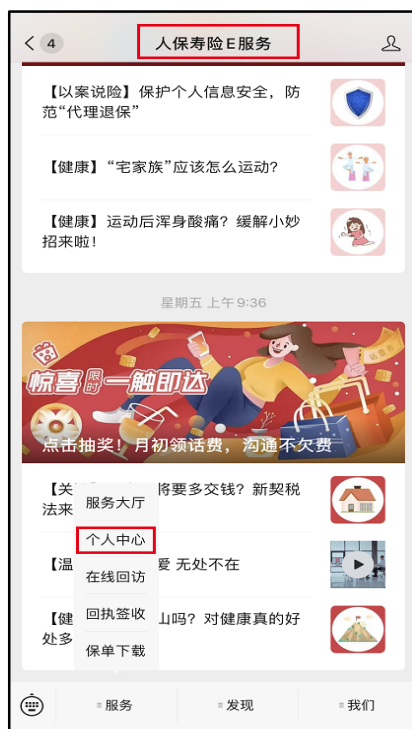 4
人保寿险E服务
【以案说险】保护个人信息安全，防
范“代理退保”
【健康】“宅家族”应该怎么运动？
【健康】运动后浑身酸痛？缓解小妙
招来啦！
星期五 上午9:36
惊喜限时一触即达
点击抽奖！月初领话费，沟通不欠费
【关
将要多交钱？新契税
法来
服务大厅
个人中心
【温
爱 无处不在
在线回访
回执签收
【健
山吗？对健康真的好
处多
保单下载
服务
发现
我们